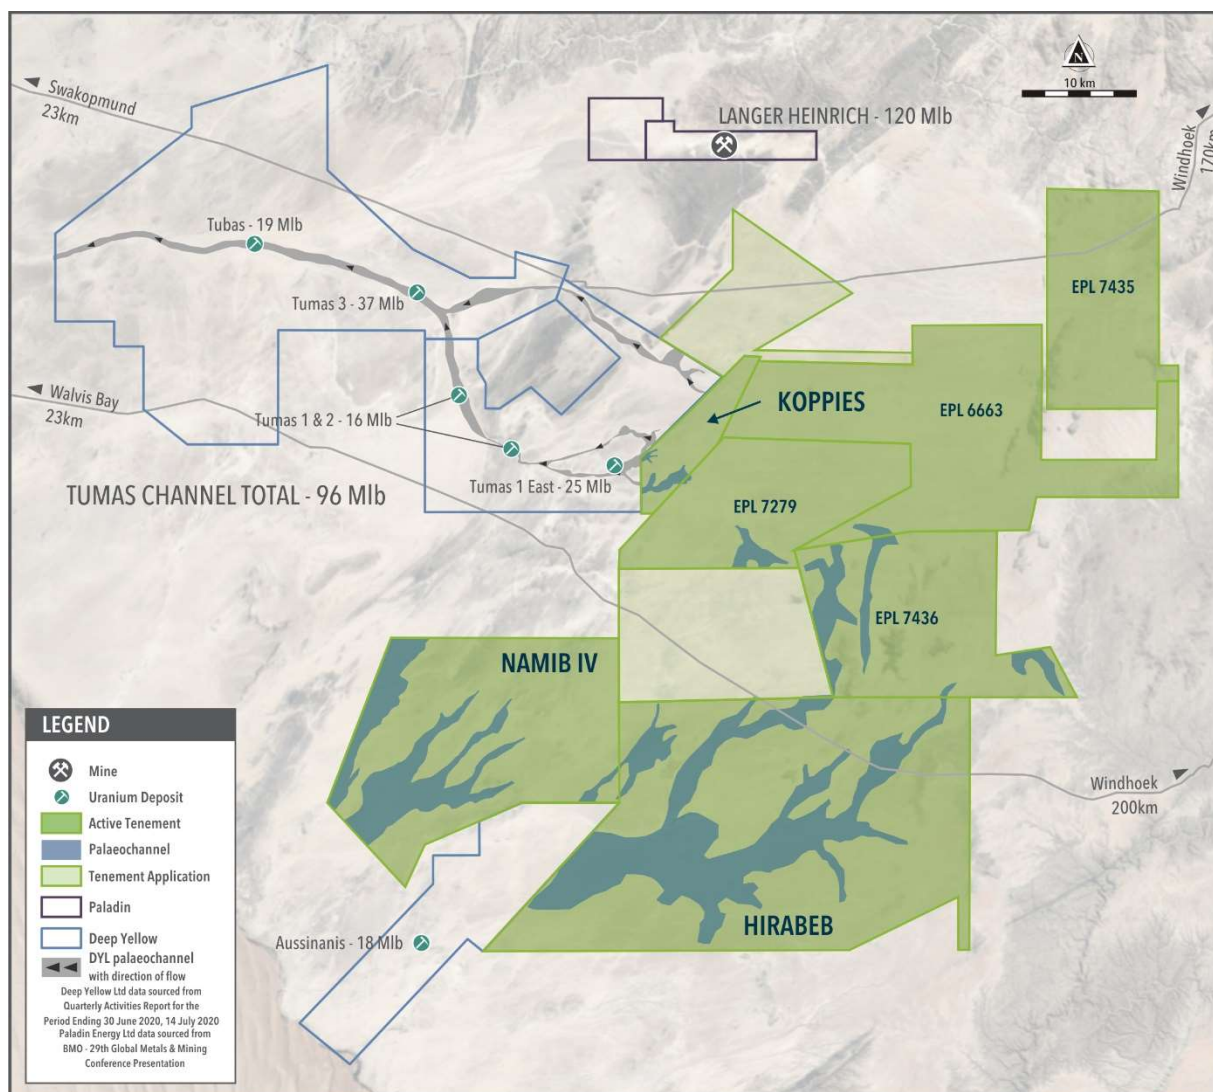 Swakopmund
23km
N
10 km
LANGER HEINRICH - 120 Mlb
Windhoek
170km
Tubas - 19 Mlb
Tumas 3 - 37 Mlb
EPL 7435
Walvis Bay
23km
Tumas 1 & 2 - 16 Mlb
KOPPIES
EPL 6663
TUMAS CHANNEL TOTAL - 96 Mlb
Tumas 1 East - 25 Mlb
EPL 7279
EPL 7436
NAMIB IV
LEGEND
Mine
Uranium Deposit
Active Tenement
Palaeochannel
Tenement Application
Paladin
Deep Yellow
DYL palaeochannel
with direction of flow
Deep Yellow Ltd data sourced from
Quarterly Activities Report for the
Period Ending 30 June 2020, 14 July 2020
Paladin Energy Ltd data sourced from
BMO - 29th Global Metals & Mining
Conference Presentation
Windhoek
200km
Aussinanis - 18 Mlb
HIRABEB